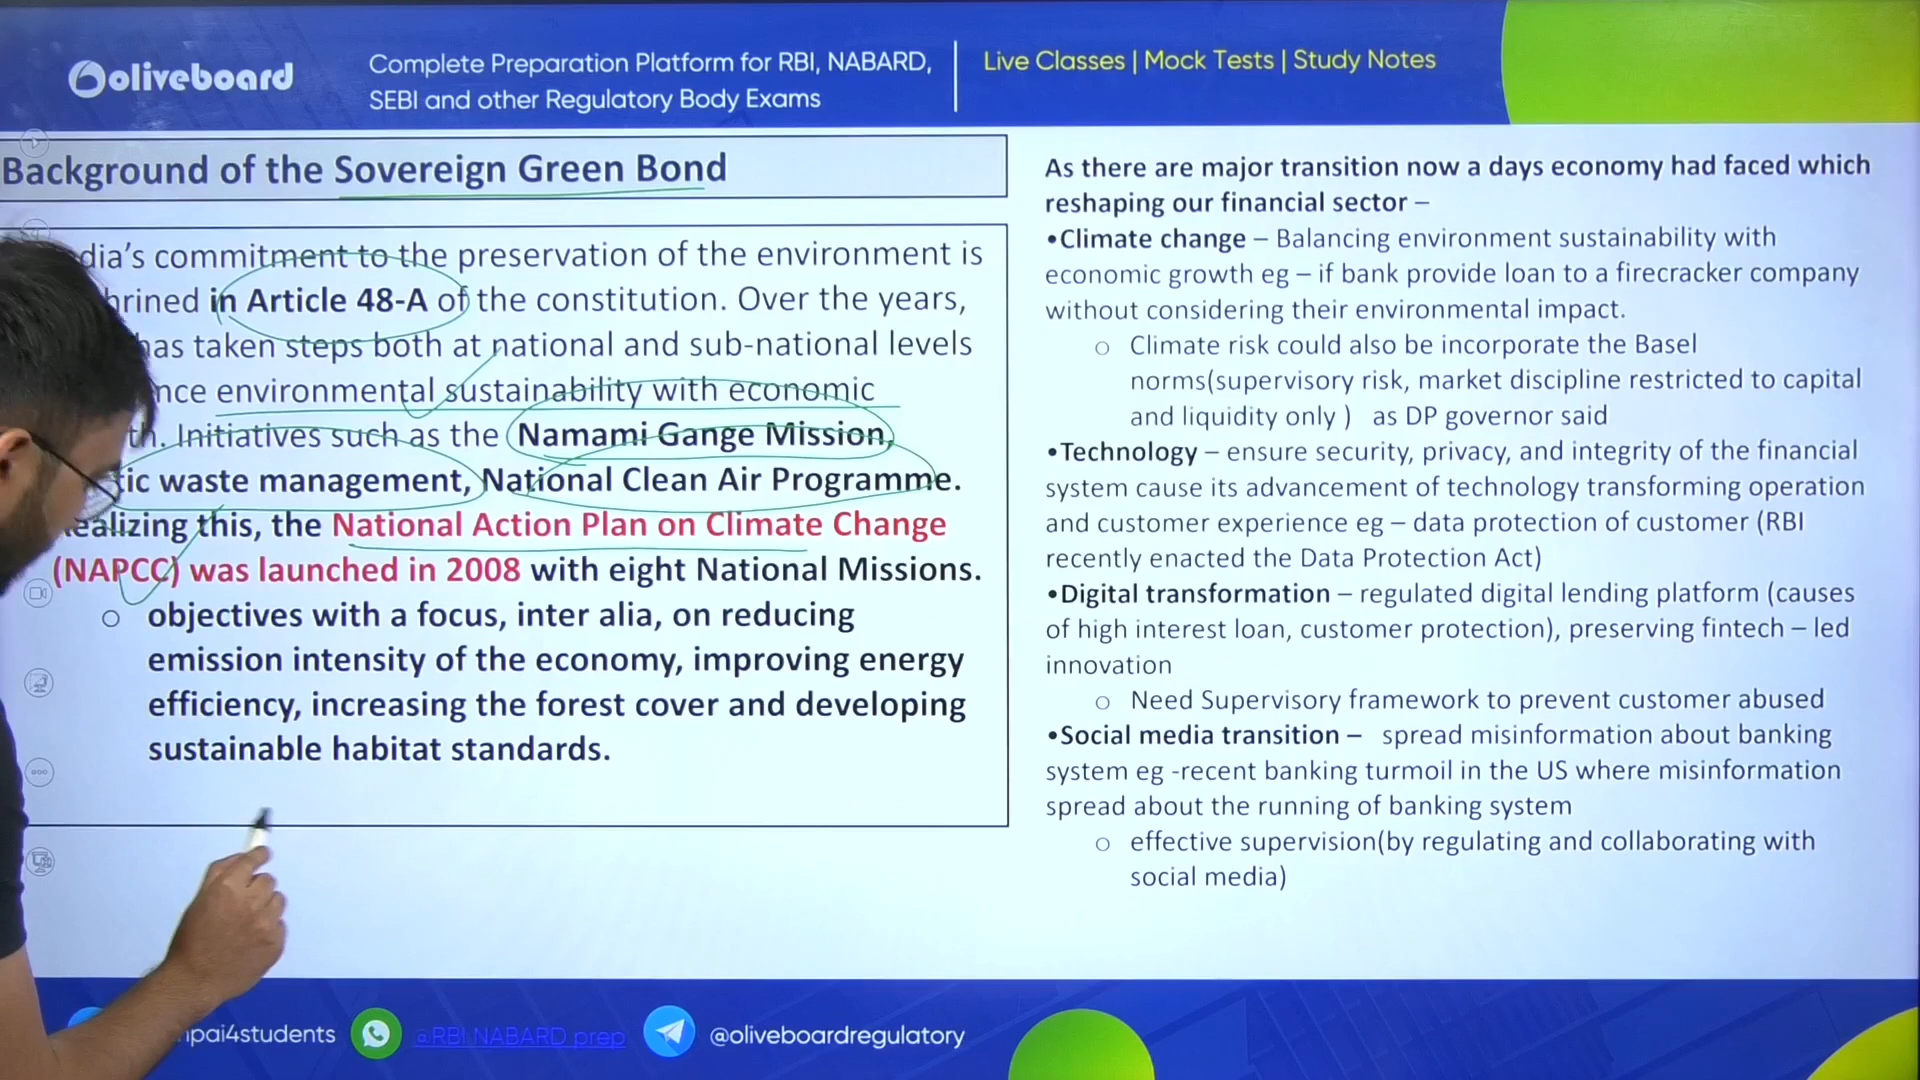 oliveboard
Complete Preparation Platform for RBI, NABARD,
SEBI and other Regulatory Body Exams
Live Classes | Mock Tests | Study Notes
Background of the Sovereign Green Bond
dia's commitment to the preservation of the environment is
hrined in Article 48-A of the constitution. Over the years,
has taken steps both at national and sub-national levels
nce environmental sustainability with economic
th. Initiatives such as the Namami Gange Mission,
tic waste management, National Clean Air Programme.
ealizing this, the National Action Plan on Climate Change
(NAPCC) was launched in 2008 with eight National Missions.
○ objectives with a focus, inter alia, on reducing
emission intensity of the economy, improving energy
efficiency, increasing the forest cover and developing
sustainable habitat standards.
As there are major transition now a days economy had faced which
reshaping our financial sector –
•Climate change – Balancing environment sustainability with
economic growth eg – if bank provide loan to a firecracker company
without considering their environmental impact.
○ Climate risk could also be incorporate the Basel
norms(supervisory risk, market discipline restricted to capital
and liquidity only ) as DP governor said
•Technology – ensure security, privacy, and integrity of the financial
system cause its advancement of technology transforming operation
and customer experience eg – data protection of customer (RBI
recently enacted the Data Protection Act)
•Digital transformation – regulated digital lending platform (causes
of high interest loan, customer protection), preserving fintech – led
innovation
○ Need Supervisory framework to prevent customer abused
•Social media transition – spread misinformation about banking
system eg -recent banking turmoil in the US where misinformation
spread about the running of banking system
○ effective supervision(by regulating and collaborating with
social media)
npai4students
@RBI NABARD prep
@oliveboardregulatory